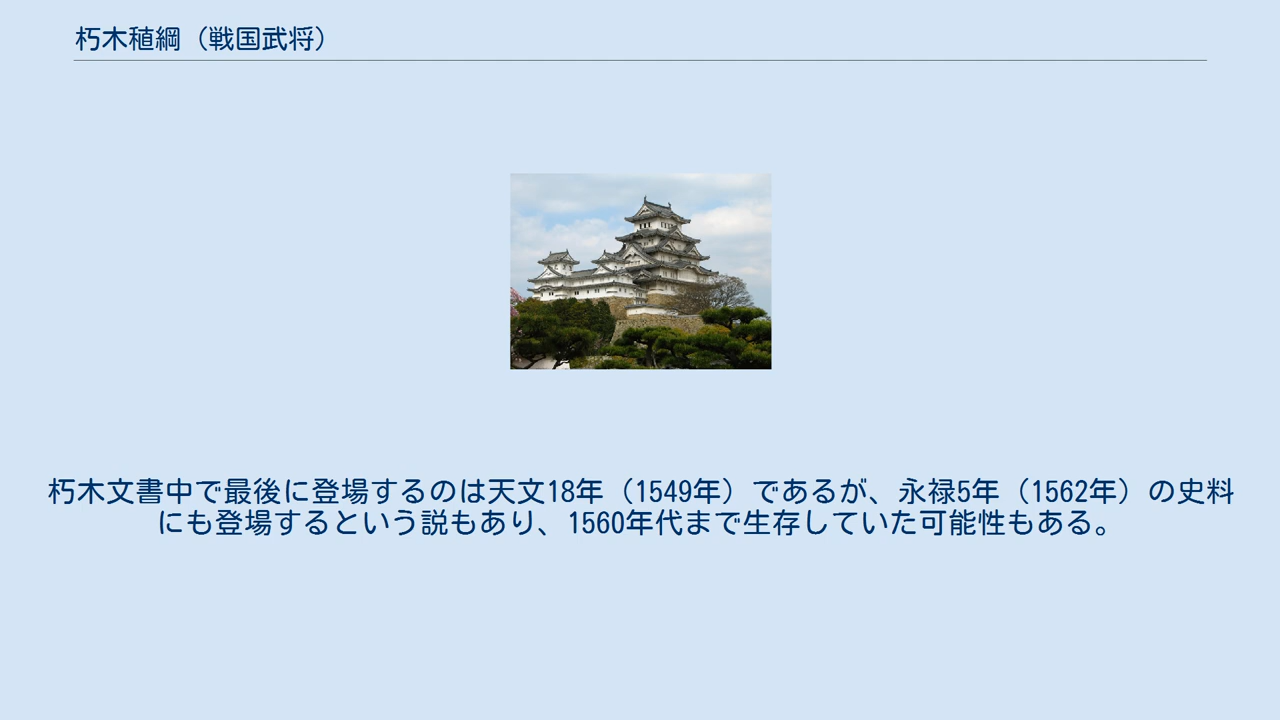 朽木稙綱（戦国武将）
朽木文書中で最後に登場するのは天文18年（1549年）であるが、永禄5年（1562年）の史料
にも登場するという説もあり、1560年代まで生存していた可能性もある。